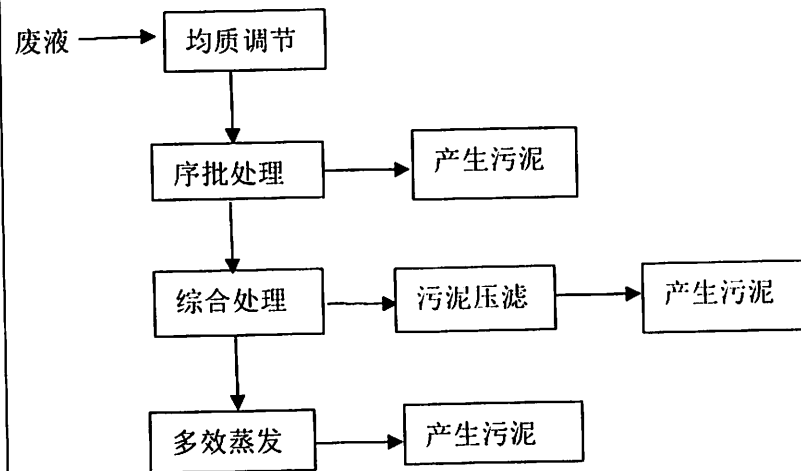 废液
均质调节
序批处理
产生污泥
综合处理
污泥压滤
产生污泥
多效蒸发
产生污泥